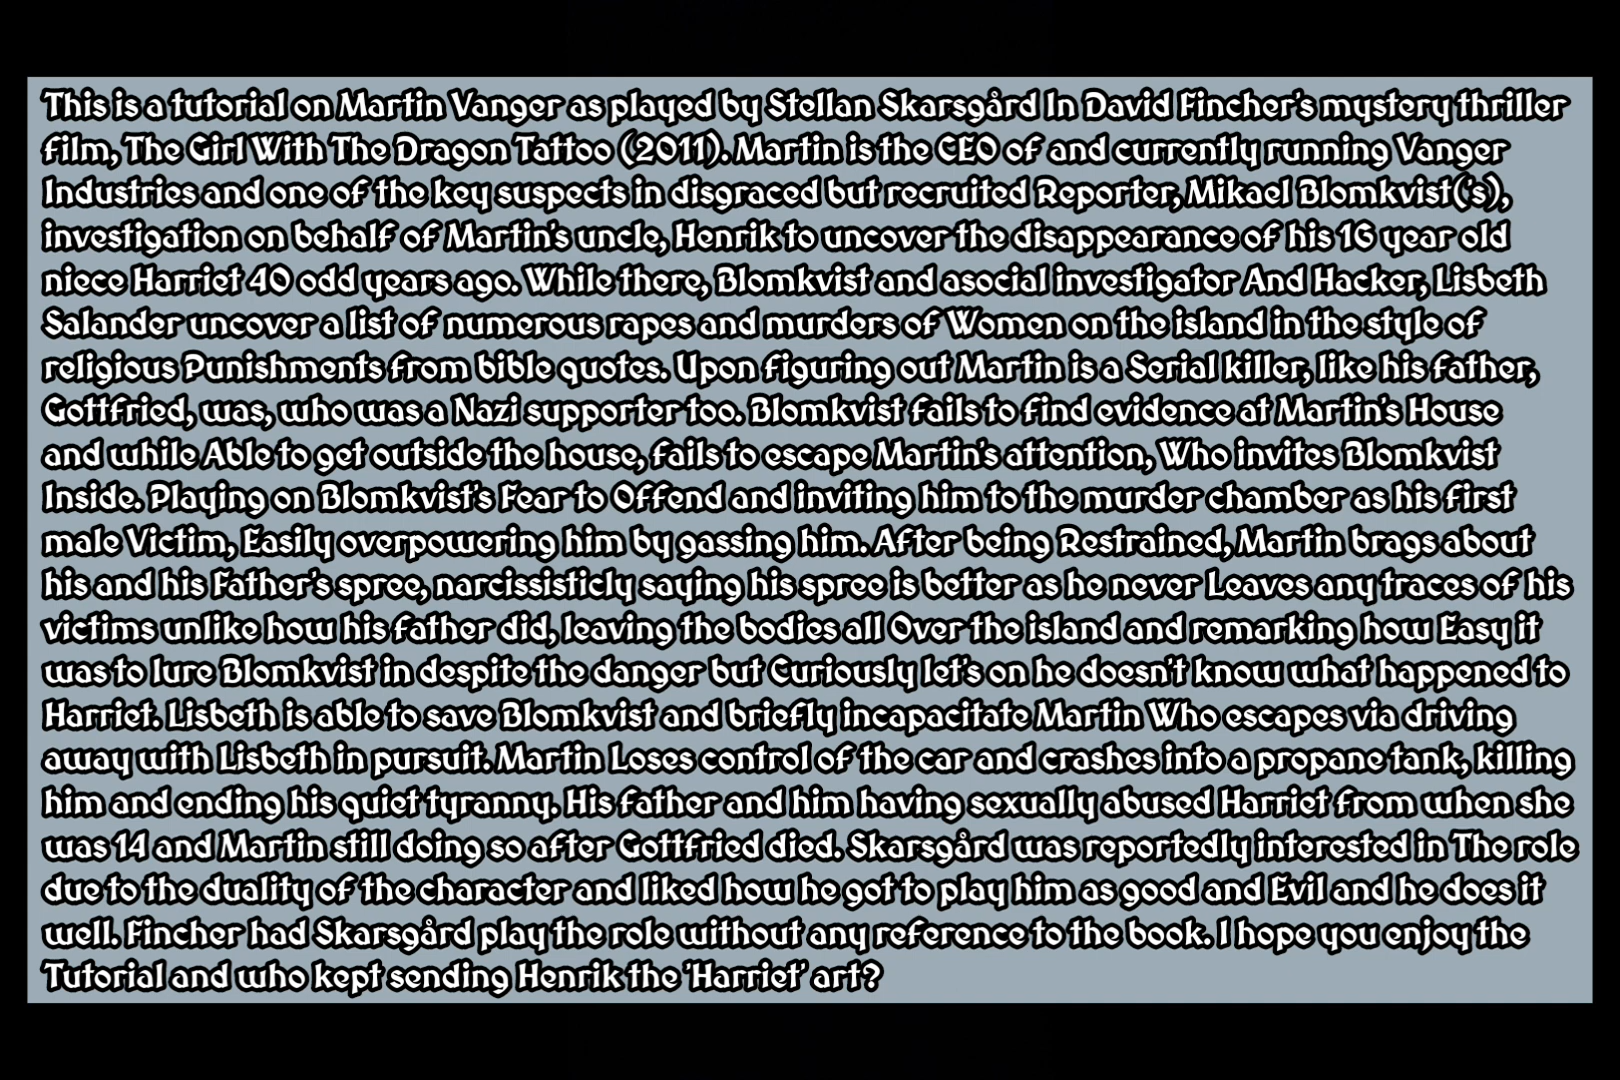 This is a tutorial on Martin Vanger as played by Stellan Skarsgård In David Fincher's mystery thriller
film, The Girl With The Dragon Tattoo (2011). Martin is the CEO of and currently running Vanger
Industries and one of the key suspects in disgraced but recruited Reporter, Mikael Blomkvist('s),
investigation on behalf of Martin's uncle, Henrik to uncover the disappearance of his 16 year old
niece Harriet 40 odd years ago. While there, Blomkvist and asocial investigator And Hacker, Lisbeth
Salander uncover a list of numerous rapes and murders of Women on the island in the style of
religious Punishments from bible quotes. Upon figuring out Martin is a Serial killer, like his father,
Gottfried, was, who was a Nazi supporter too. Blomkvist fails to find evidence at Martin's House
and while Able to get outside the house, fails to escape Martin's attention, Who invites Blomkvist
Inside. Playing on Blomkvist's Fear to Offend and inviting him to the murder chamber as his first
male Victim, Easily overpowering him by gassing him. After being Restrained, Martin brags about
his and his Father's spree, narcissisticly saying his spree is better as he never Leaves any traces of his
victims unlike how his father did, leaving the bodies all Over the island and remarking how Easy it
was to lure Blomkvist in despite the danger but Curiously let's on he doesn't know what happened to
Harriet. Lisbeth is able to save Blomkvist and briefly incapacitate Martin Who escapes via driving
away with Lisbeth in pursuit. Martin Loses control of the car and crashes into a propane tank, killing
him and ending his quiet tyranny. His father and him having sexually abused Harriet from when she
was 14 and Martin still doing so after Gottfried died. Skarsgård was reportedly interested in The role
due to the duality of the character and liked how he got to play him as good and Evil and he does it
well. Fincher had Skarsgård play the role without any reference to the book. I hope you enjoy the
Tutorial and who kept sending Henrik the 'Harriet' art?